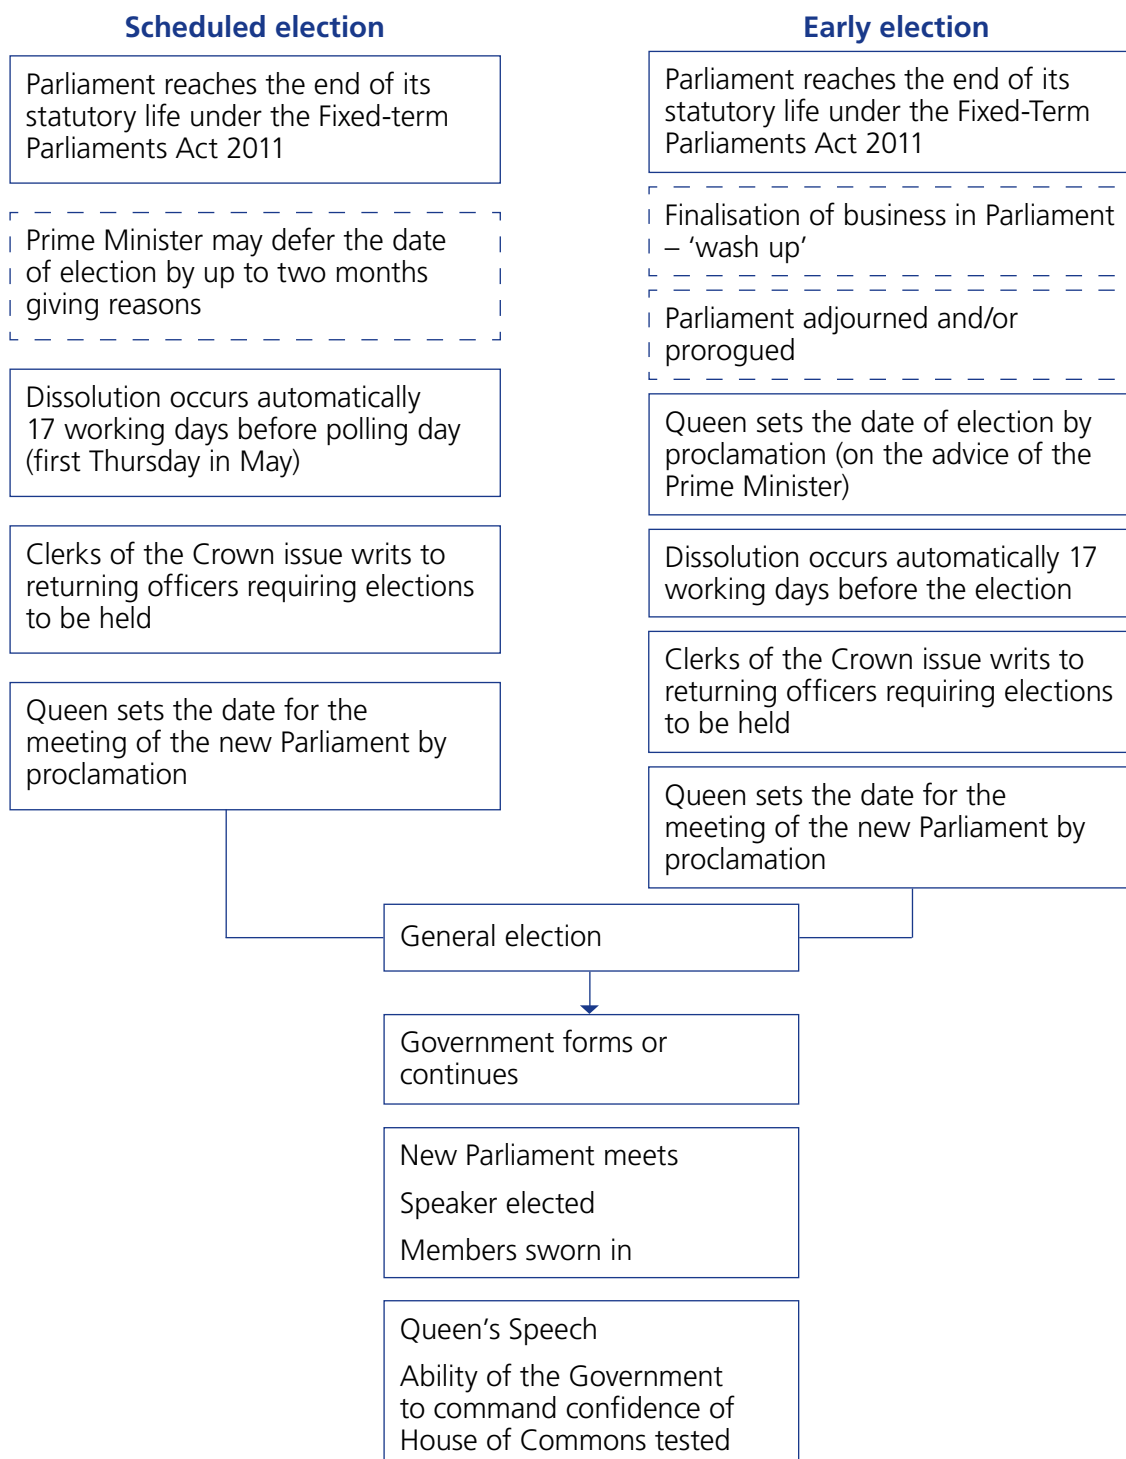 Scheduled election
Parliament reaches the end of its
statutory life under the Fixed-term
Parliaments Act 2011
Prime Minister may defer the date
of election by up to two months
giving reasons
Dissolution occurs automatically
17 working days before polling day
(first Thursday in May)
Clerks of the Crown issue writs to
returning officers requiring elections
to be held
Queen sets the date for the
meeting of the new Parliament by
proclamation
Early election
Parliament reaches the end of its
statutory life under the Fixed-Term
Parliaments Act 2011
Finalisation of business in Parliament
– ‘wash up’
Parliament adjourned and/or
prorogued
Queen sets the date of election by
proclamation (on the advice of the
Prime Minister)
Dissolution occurs automatically 17
working days before the election
Clerks of the Crown issue writs to
returning officers requiring elections
to be held
Queen sets the date for the
meeting of the new Parliament by
proclamation
General election
Government forms or
continues
New Parliament meets
Speaker elected
Members sworn in
Queen’s Speech
Ability of the Government
to command confidence of
House of Commons tested